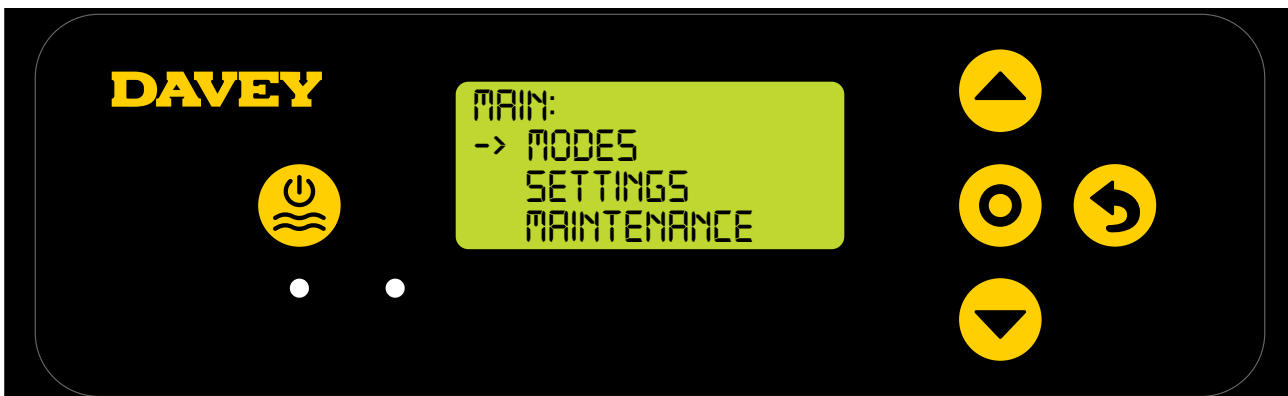 DAVEY
MAIN:
-> MODES
SETTINGS
MAINTENANCE